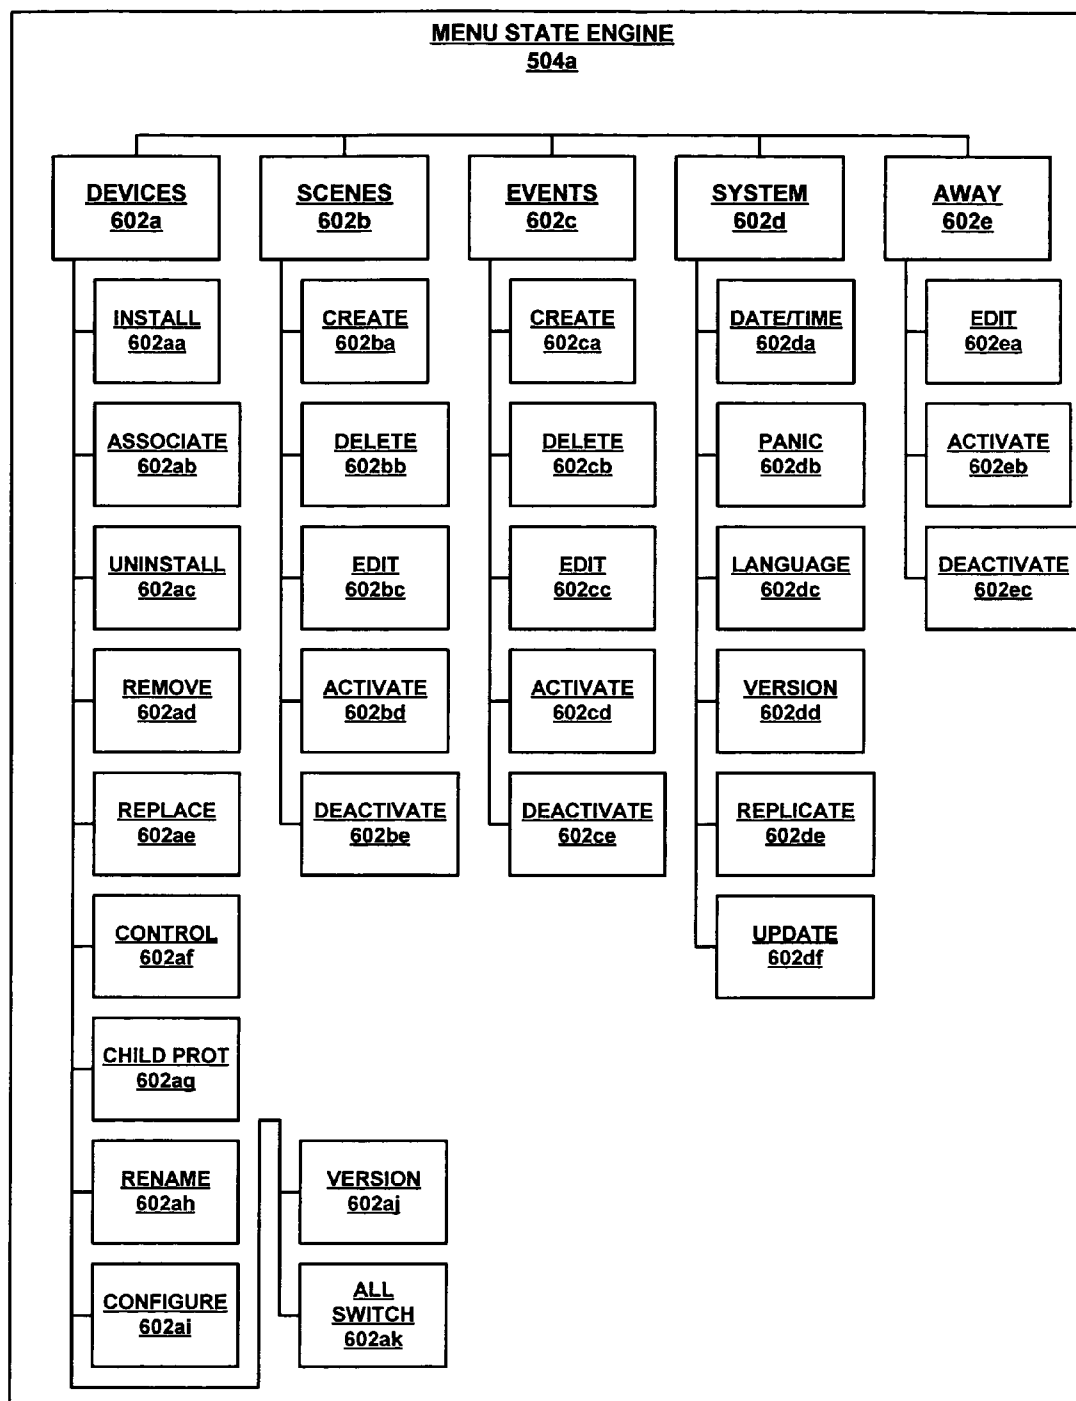 MENU STATE ENGINE
504a
DEVICES
602a
SCENES
602b
EVENTS
602c
SYSTEM
602d
AWAY
602e
INSTALL
602aa
CREATE
602ba
CREATE
602ca
DATE/TIME
602da
EDIT
602ea
ASSOCIATE
602ab
DELETE
602bb
DELETE
602cb
PANIC
602db
ACTIVATE
602eb
UNINSTALL
602ac
EDIT
602bc
EDIT
602cc
LANGUAGE
602dc
DEACTIVATE
602ec
REMOVE
602ad
ACTIVATE
602bd
ACTIVATE
602cd
VERSION
602dd
REPLACE
602ae
DEACTIVATE
602be
DEACTIVATE
602ce
REPLICATE
602de
CONTROL
602af
UPDATE
602df
CHILD PROT
602ag
RENAME
602ah
VERSION
602aj
CONFIGURE
602ai
ALL
SWITCH
602ak